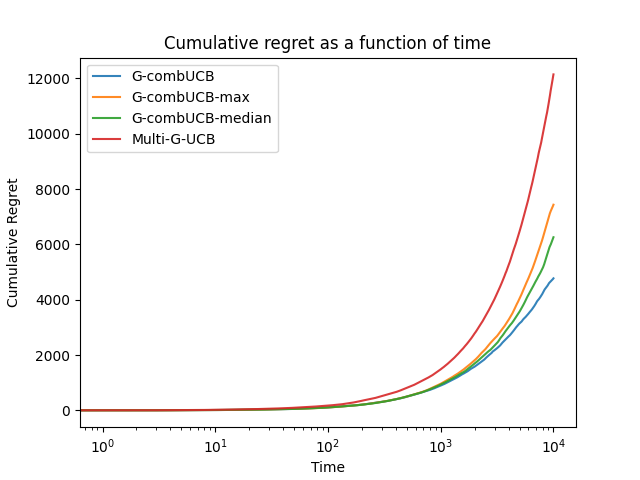 Cumulative regret as a function of time
G-combUCB
G-combUCB-max
G-combUCB-median
Multi-G-UCB
Cumulative Regret
12000
10000
8000
6000
4000
2000
0
10⁰ 10¹ 10² 10³ 10⁴
Time